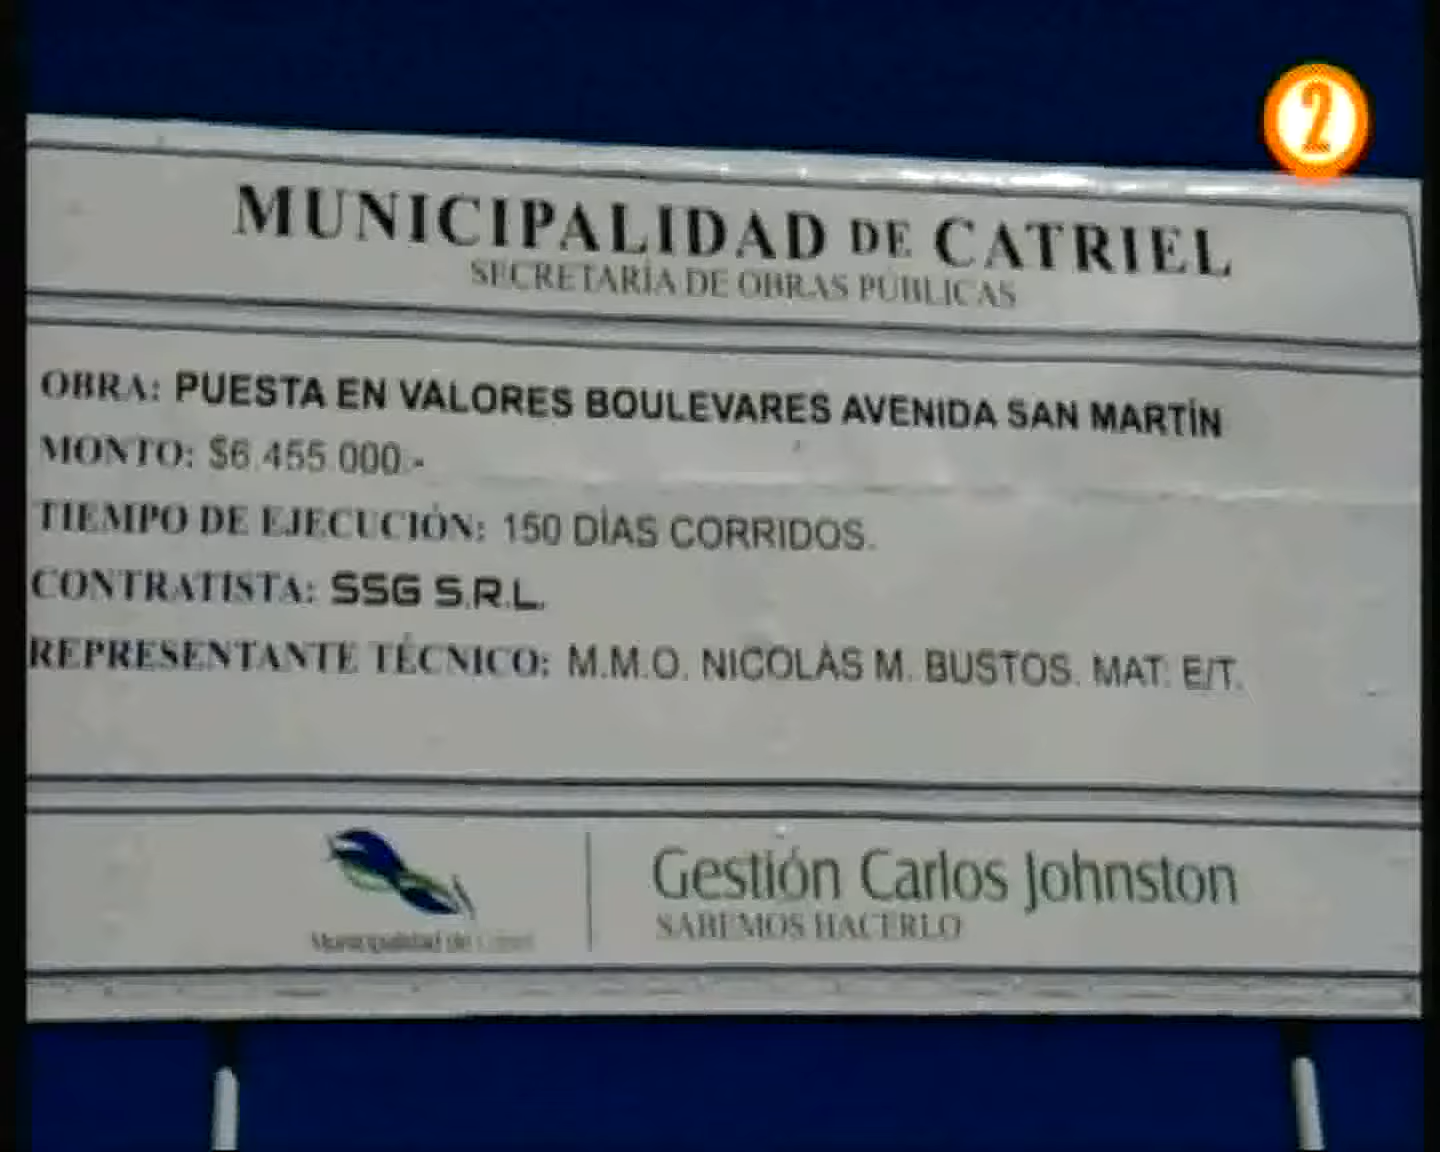 2
MUNICIPALIDAD DE CATRIEL
SECRETARÍA DE OBRAS PÚBLICAS
OBRA: PUESTA EN VALORES BOULEVARES AVENIDA SAN MARTÍN
MONTO: $6.455.000.-
TIEMPO DE EJECUCIÓN: 150 DÍAS CORRIDOS.
CONTRATISTA: SSG S.R.L.
REPRESENTANTE TÉCNICO: M.M.O. NICOLÁS M. BUSTOS. MAT. E/T.
Municipalidad de
Gestión Carlos Johnston
SABEMOS HACERLO